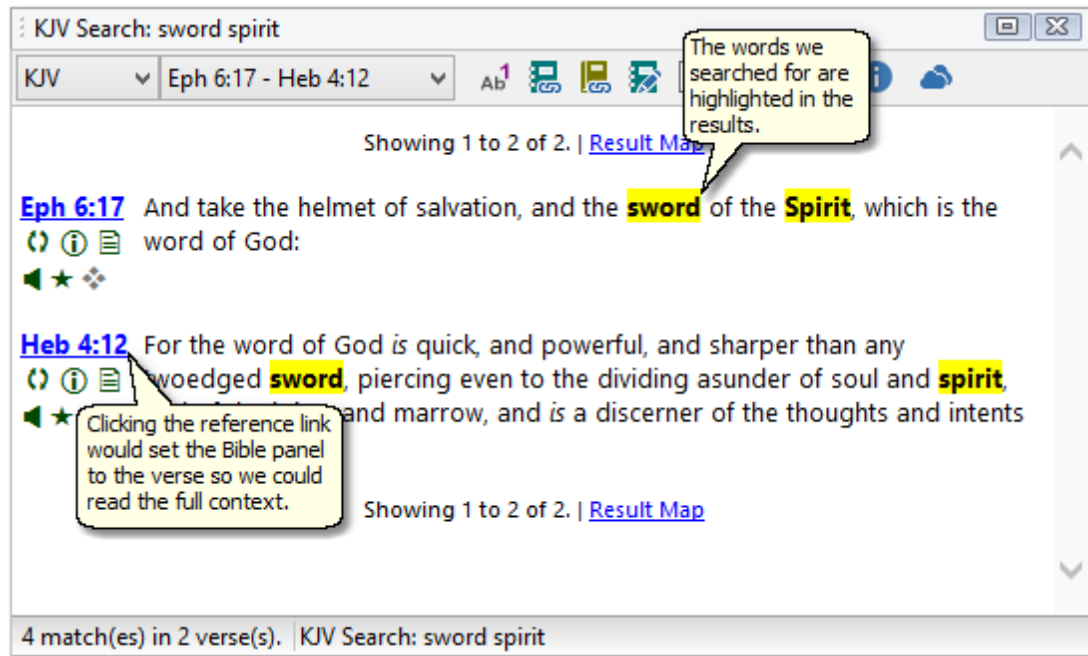 KJV Search: sword spirit
KJV
Eph 6:17 - Heb 4:12
Ab1
The words we
searched for are
highlighted in the
results.
Showing 1 to 2 of 2. | Result Map
Eph 6:17 And take the helmet of salvation, and the sword of the Spirit, which is the
word of God:
Heb 4:12 For the word of God is quick, and powerful, and sharper than any
woedged sword, piercing even to the dividing asunder of soul and spirit,
and marrow, and is a discerner of the thoughts and intents
Clicking the reference link
would set the Bible panel
to the verse so we could
read the full context.
Showing 1 to 2 of 2. | Result Map
4 match(es) in 2 verse(s). KJV Search: sword spirit